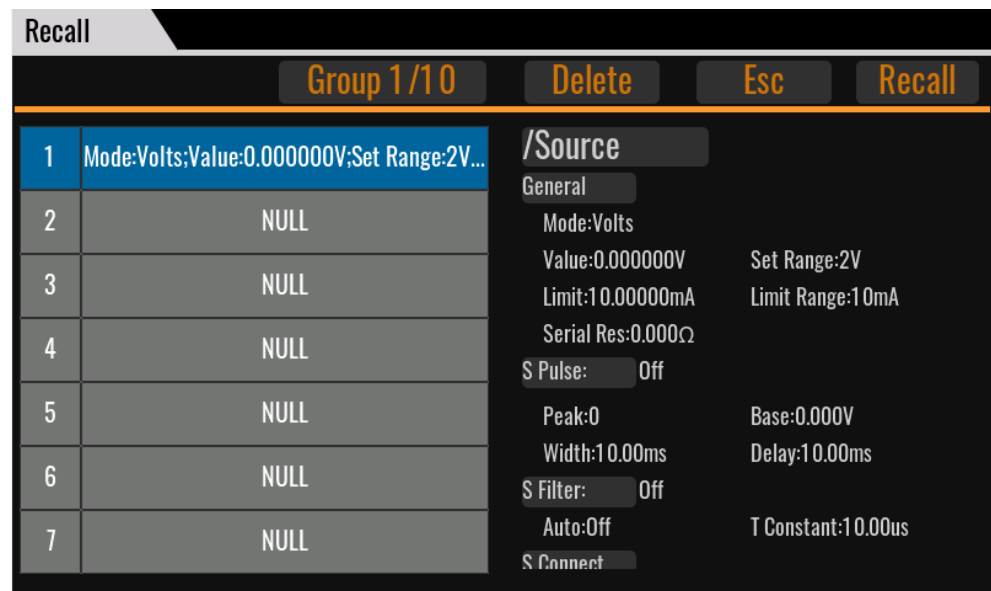 Recall
Group 1/10 Delete Esc Recall
1 Mode:Volts;Value:0.000000V;Set Range:2V...
2 NULL
3 NULL
4 NULL
5 NULL
6 NULL
7 NULL
/Source
General
Mode:Volts
Value:0.000000V Set Range:2V
Limit:10.00000mA Limit Range:10mA
Serial Res:0.000Ω
S Pulse: Off
Peak:0 Base:0.000V
Width:10.00ms Delay:10.00ms
S Filter: Off
Auto:Off T Constant:10.00us
S Connect